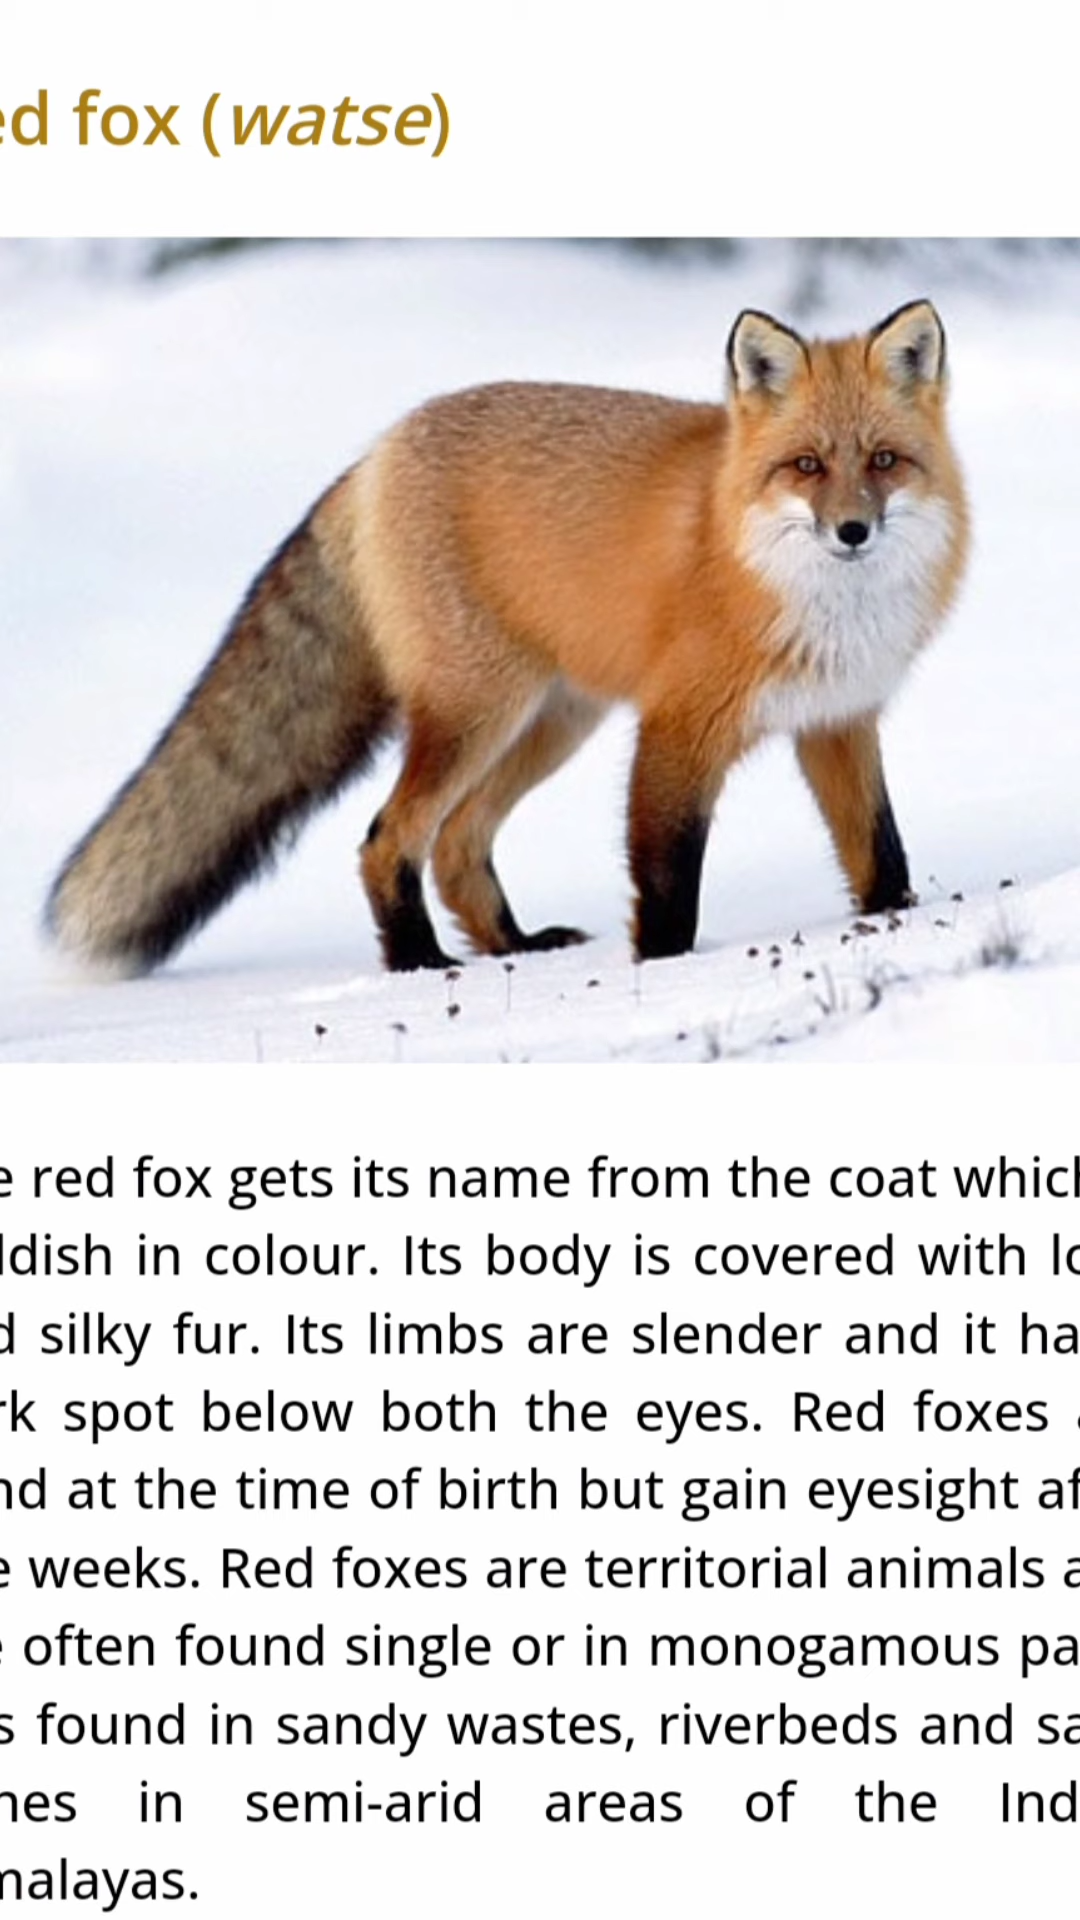 ed fox (watse)
e red fox gets its name from the coat which
ldish in colour. Its body is covered with lo
d silky fur. Its limbs are slender and it ha
rk spot below both the eyes. Red foxes a
nd at the time of birth but gain eyesight af
e weeks. Red foxes are territorial animals a
e often found single or in monogamous pa
s found in sandy wastes, riverbeds and sa
nes in semi-arid areas of the Ind
malayas.